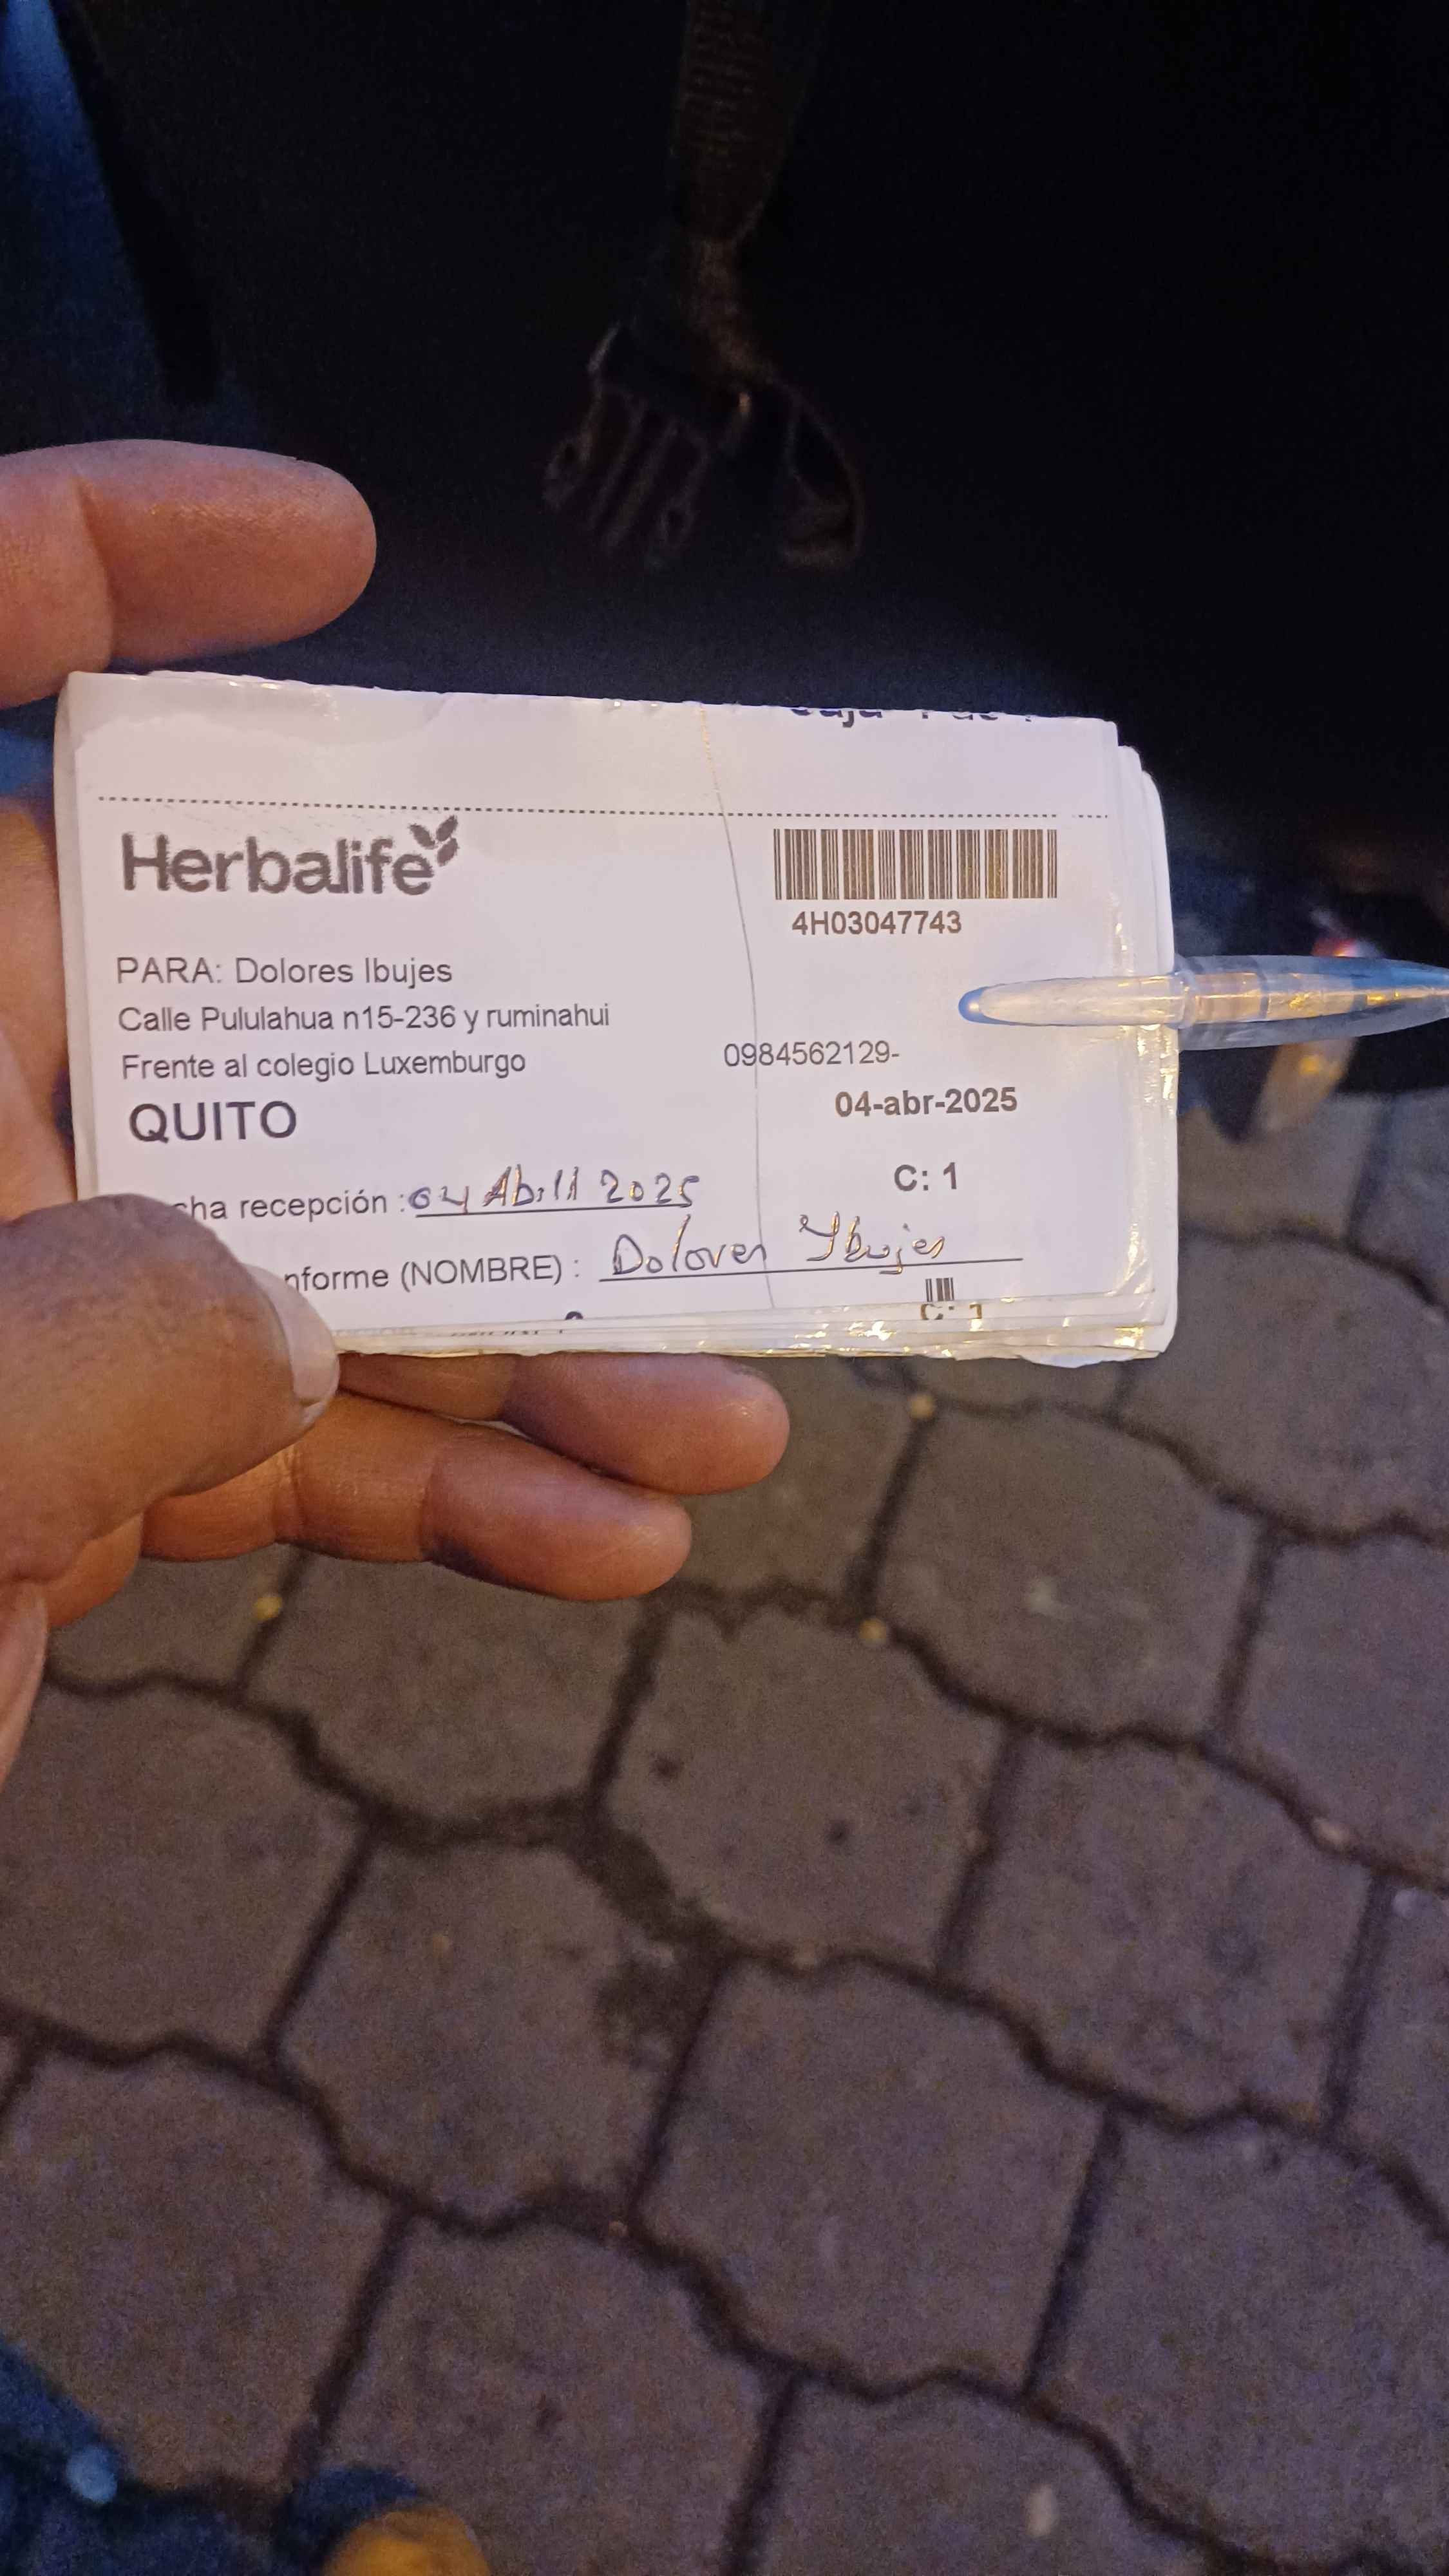 Herbalife
4H03047743
PARA: Dolores Ibujes
Calle Pululahua n15-236 y ruminahui
Frente al colegio Luxemburgo
0984562129-
QUITO
04-abr-2025
C: 1
cha recepción : 04 Abril 2025
nforme (NOMBRE) : Dolores Ibujes
C: 1